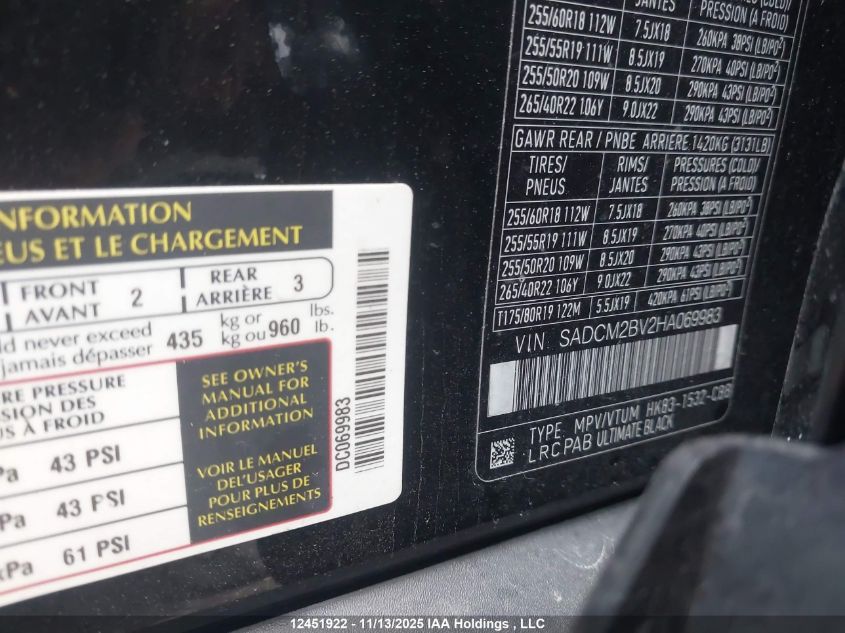 NFORMATION
EUS ET LE CHARGEMENT
FRONT
AVANT 2
REAR
ARRIÈRE 3
ld never exceed
jamais dépasser 435 kg or
kg ou 960 lbs.
lb.
RE PRESSURE
SION DES
S À FROID
Pa 43 PSI
Pa 43 PSI
kPa 61 PSI
SEE OWNER'S
MANUAL FOR
ADDITIONAL
INFORMATION
VOIR LE MANUEL
DEL'USAGER
POUR PLUS DE
RENSEIGNEMENTS
DC069983
JANTES PRESSION (A FROID)
255/60R18 112W 7.5JX18 260KPA 38PSI (LB/PO²)
255/55R19 111W 8.5JX19 270KPA 40PSI (LB/PO²)
255/50R20 109W 8.5JX20 290KPA 43PSI (LB/PO²)
265/40R22 106Y 9.0JX22 290KPA 43PSI (LB/PO²)
GAWR REAR / PNBE ARRIERE 1420KG (3131LB)
TIRES/ RIMS/ PRESSURES (COLD)/
PNEUS JANTES PRESSION (A FROID)
255/60R18 112W 7.5JX18 260KPA 38PSI (LB/PO²)
255/55R19 111W 8.5JX19 270KPA 40PSI (LB/PO²)
255/50R20 109W 8.5JX20 290KPA 43PSI (LB/PO²)
265/40R22 106Y 9.0JX22 290KPA 43PSI (LB/PO²)
T175/80R19 122M 5.5JX19 420KPA 61PSI (LB/PO²)
VIN: SADCM2BV2HA069983
TYPE: MPV/VTUM HK83-1532-CBB
LRC PAB ULTIMATE BLACK
12451922 - 11/13/2025 IAA Holdings , LLC